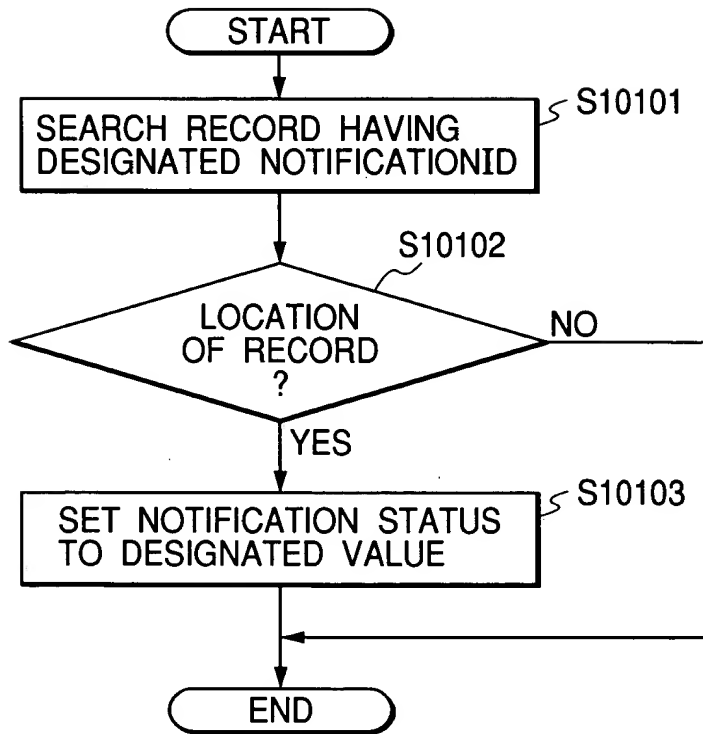 START
S10101
SEARCH RECORD HAVING
DESIGNATED NOTIFICATIONID
S10102
LOCATION
OF RECORD
?
NO
YES
S10103
SET NOTIFICATION STATUS
TO DESIGNATED VALUE
END